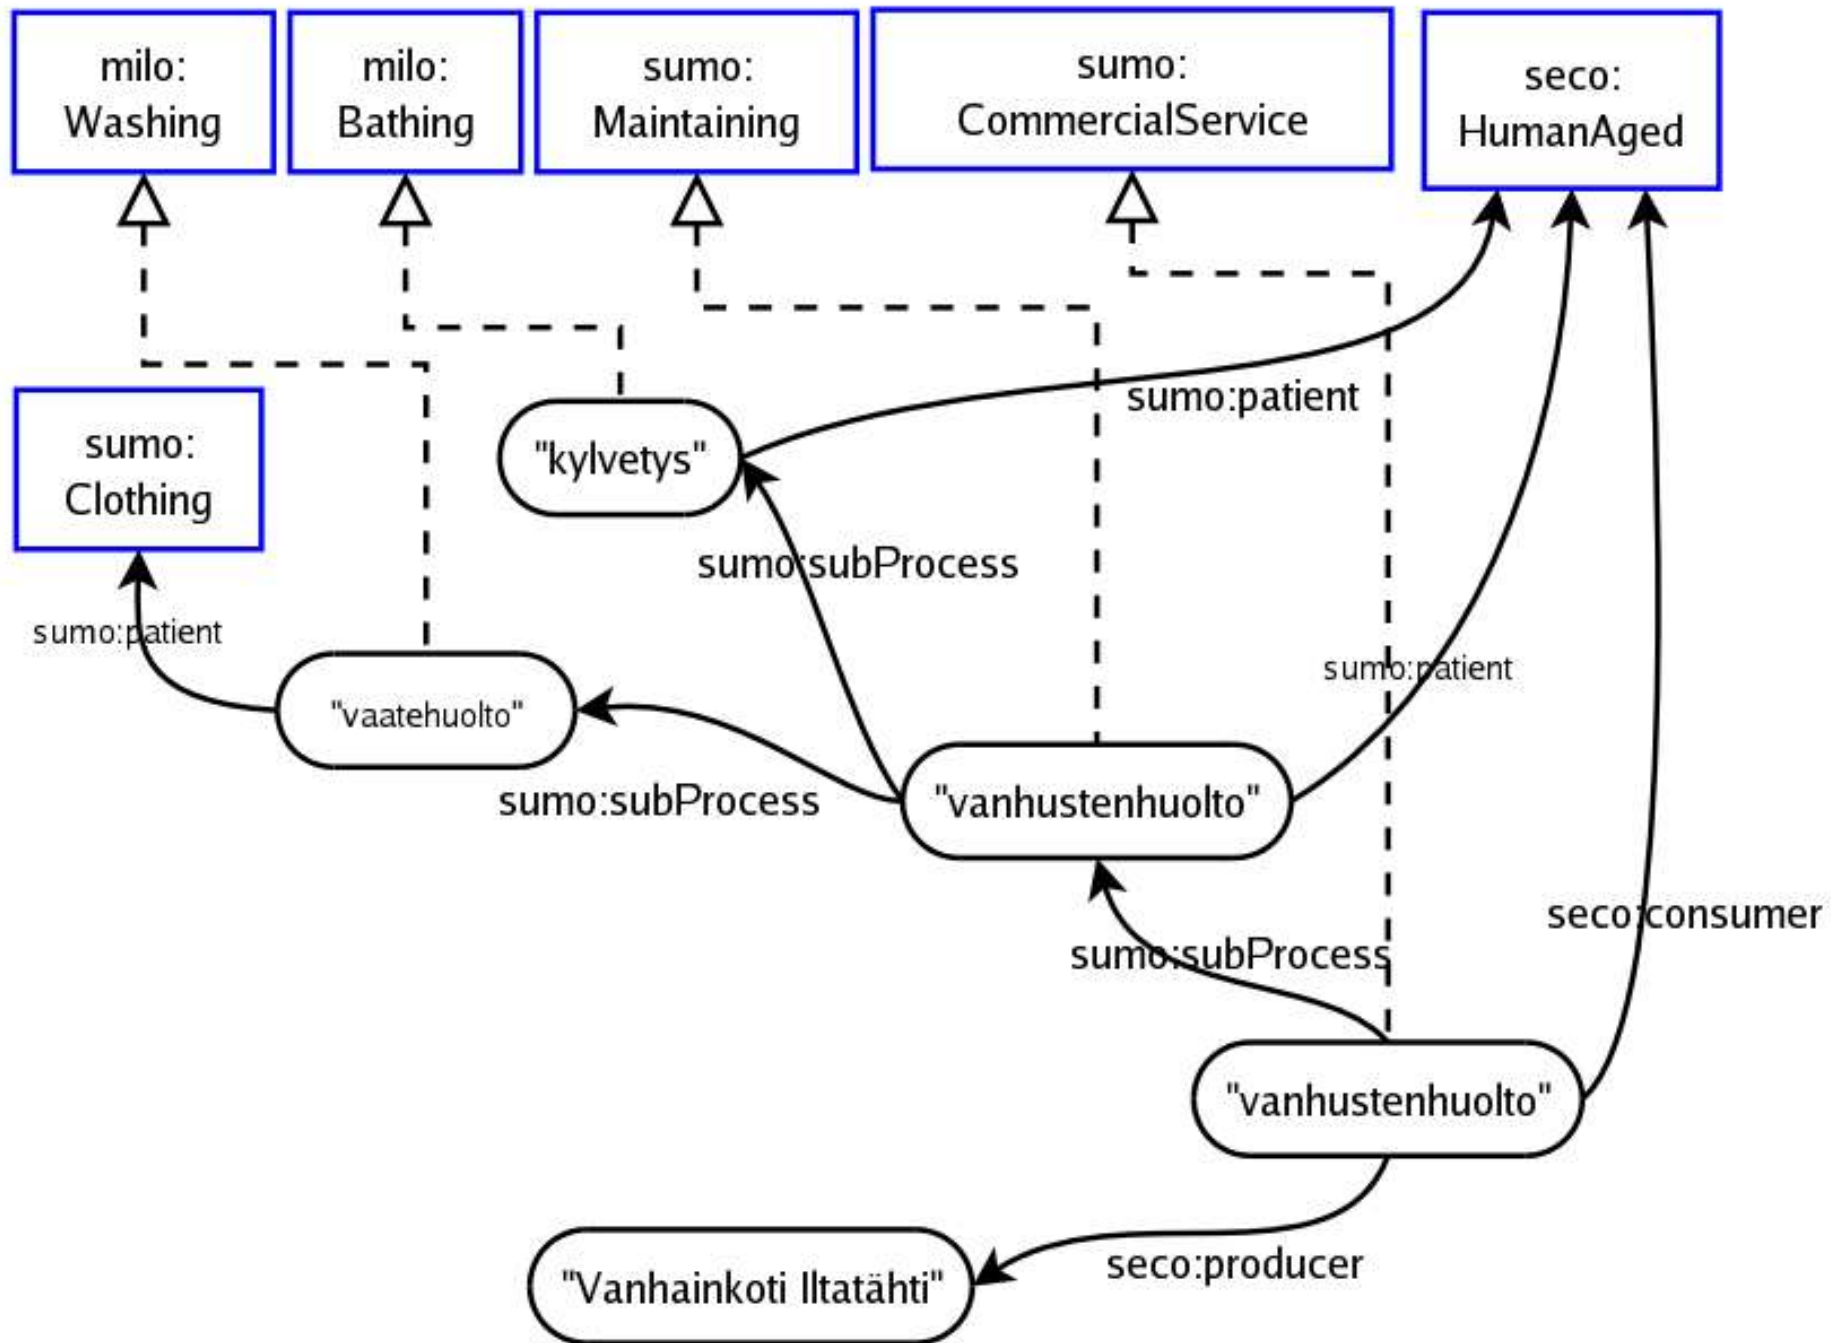 milo:
Washing
milo:
Bathing
sumo:
Maintaining
sumo:
CommercialService
seco:
HumanAged
sumo:patient
sumo:
Clothing
"kylvetys"
sumo:subProcess
sumo:patient
sumo:patient
"vaatehuolto"
sumo:subProcess
"vanhustenhuolto"
seco:consumer
sumo:subProcess
"vanhustenhuolto"
seco:producer
"Vanhainkoti Iltatähti"